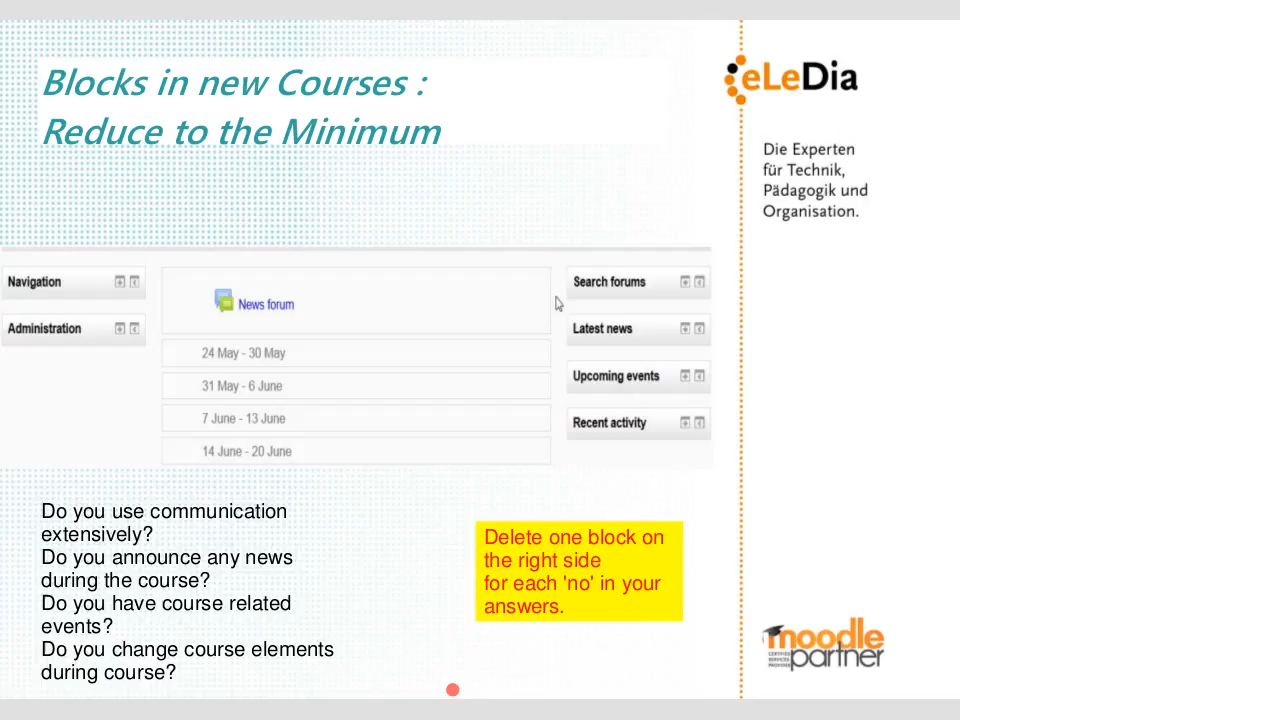 Blocks in new Courses :
Reduce to the Minimum
eLeDia
Die Experten
für Technik,
Pädagogik und
Organisation.
Navigation
Administration
News forum
24 May - 30 May
31 May - 6 June
7 June - 13 June
14 June - 20 June
Search forums
Latest news
Upcoming events
Recent activity
Do you use communication
extensively?
Do you announce any news
during the course?
Do you have course related
events?
Do you change course elements
during course?
Delete one block on
the right side
for each 'no' in your
answers.
moodle
CERTIFIED
SERVICES
PROVIDER
partner